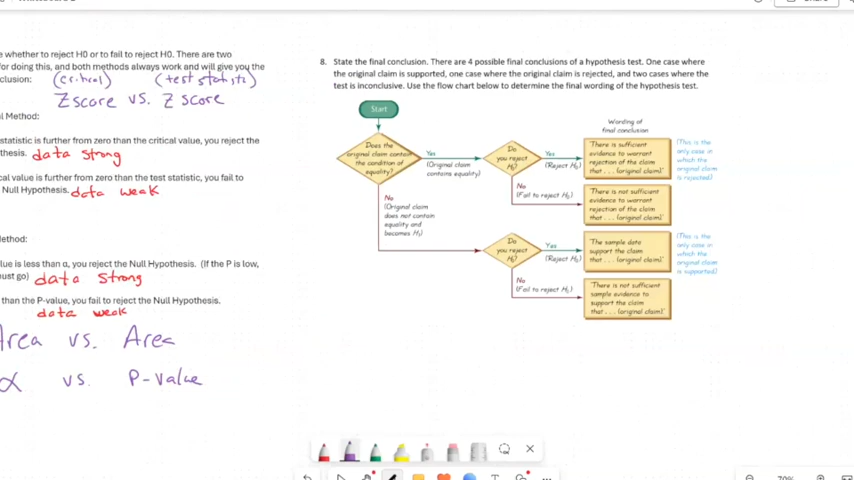 e whether to reject H0 or to fail to reject H0. There are two
for doing this, and both methods always work and will give you the
clusion: (critical) (test statistic)
Z score vs. Z score
al Method:
statistic is further from zero than the critical value, you reject the
thesis. data strong
cal value is further from zero than the test statistic, you fail to
Null Hypothesis. data weak
Method:
lue is less than α, you reject the Null Hypothesis. (If the P is low,
must go) data strong
than the P-value, you fail to reject the Null Hypothesis.
data weak
Area vs. Area
α vs. P-value
8. State the final conclusion. There are 4 possible final conclusions of a hypothesis test. One case where
the original claim is supported, one case where the original claim is rejected, and two cases where the
test is inconclusive. Use the flow chart below to determine the final wording of the hypothesis test.
Start
Wording of
final conclusion
Does the
original claim contain
the condition of
equality?
Yes
(Original claim
contains equality)
Do
you reject
H₀?
Yes
(Reject H₀)
"There is sufficient
evidence to warrant
rejection of the claim
that . . . (original claim)."
(This is the
only case in
which the
original claim
is rejected)
No
(Fail to reject H₀)
"There is not sufficient
evidence to warrant
rejection of the claim
that . . . (original claim)."
No
(Original claim
does not contain
equality and
becomes H₁)
Do
you reject
H₀?
Yes
(Reject H₀)
"The sample data
support the claim
that . . . (original claim)."
(This is the
only case in
which the
original claim
is supported)
No
(Fail to reject H₀)
"There is not sufficient
sample evidence to
support the claim
that . . . (original claim)."
70%